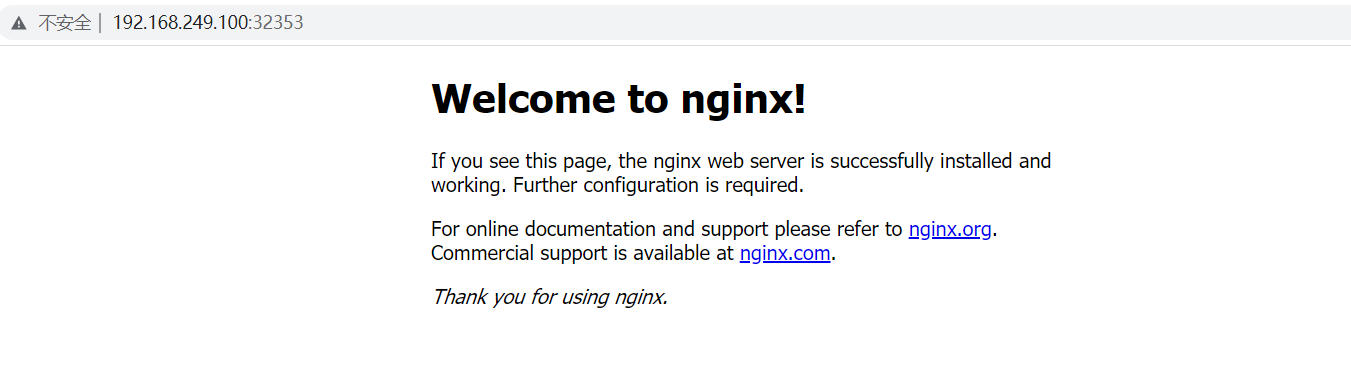 不安全 | 192.168.249.100:32353
Welcome to nginx!
If you see this page, the nginx web server is successfully installed and
working. Further configuration is required.
For online documentation and support please refer to nginx.org.
Commercial support is available at nginx.com.
Thank you for using nginx.